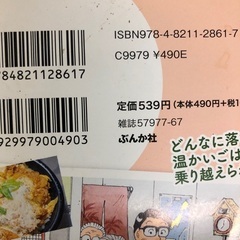 ISBN978-4-8211-2861-7
C9979 ¥490E
784821128617
定価539円(本体490円+税)
雑誌57977-67
ぶんか社
929979004903
どんなに落
温かいごは
乗り越えら